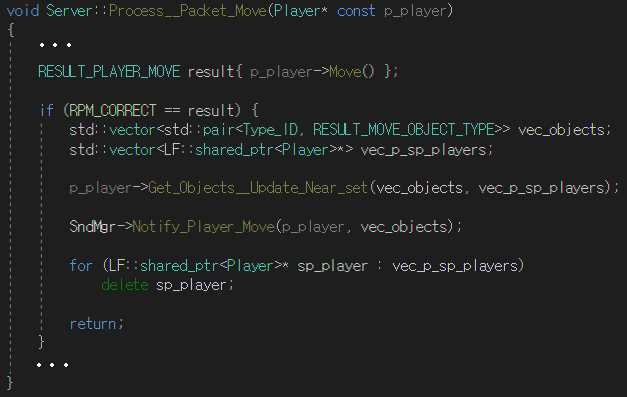 void Server::Process__Packet_Move(Player* const p_player)
{
...
RESULT_PLAYER_MOVE result{ p_player->Move() };
if (RPM_CORRECT == result) {
std::vector<std::pair<Type_ID, RESULT_MOVE_OBJECT_TYPE>> vec_objects;
std::vector<LF::shared_ptr<Player>*> vec_p_sp_players;
p_player->Get_Objects__Update_Near_set(vec_objects, vec_p_sp_players);
SndMgr->Notify_Player_Move(p_player, vec_objects);
for (LF::shared_ptr<Player>* sp_player : vec_p_sp_players)
delete sp_player;
return;
}
...
}